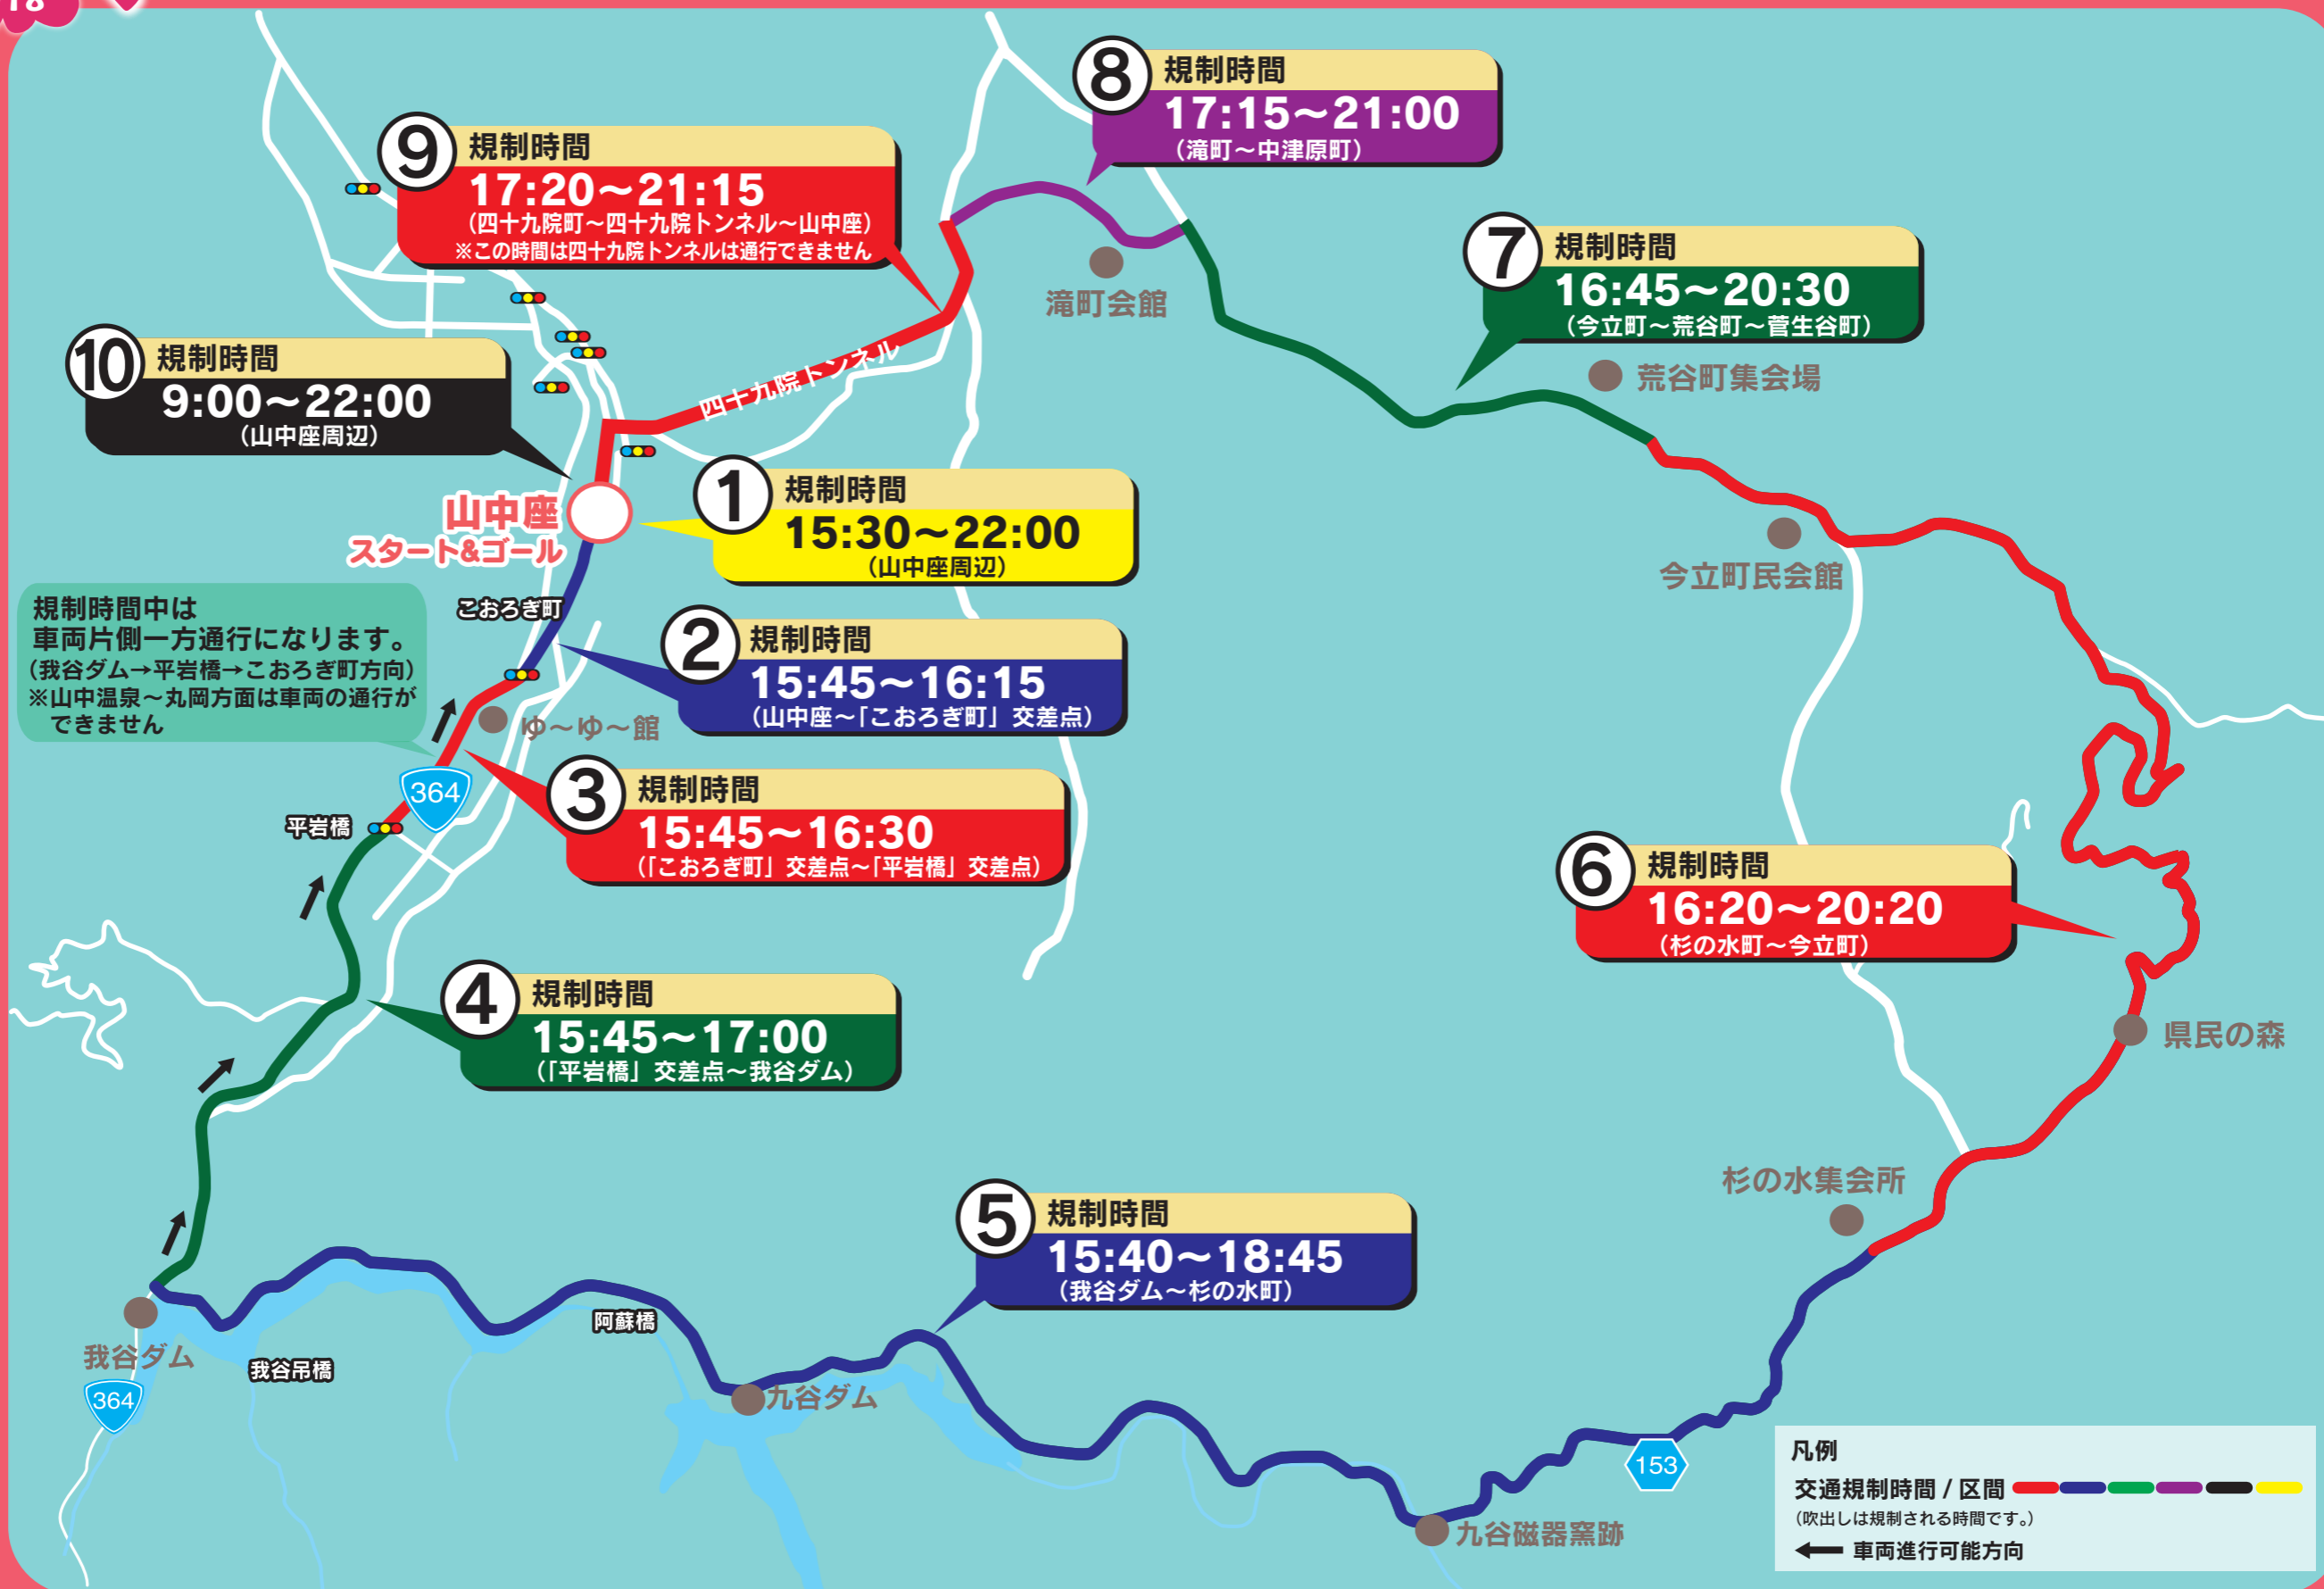 18
⑧
規制時間
17:15～21:00
（滝町～中津原町）
⑨
規制時間
17:20～21:15
（四十九院町～四十九院トンネル～山中座）
※この時間は四十九院トンネルは通行できません
⑦
規制時間
16:45～20:30
（今立町～荒谷町～菅生谷町）
滝町会館
荒谷町集会場
四十九院トンネル
⑩
規制時間
9:00～22:00
（山中座周辺）
①
規制時間
15:30～22:00
（山中座周辺）
山中座
スタート&ゴール
今立町民会館
規制時間中は
車両片側一方通行になります。
（我谷ダム→平岩橋→こおろぎ町方向）
※山中温泉～丸岡方面は車両の通行が
できません
こおろぎ町
②
規制時間
15:45～16:15
（山中座～「こおろぎ町」交差点）
ゆ～ゆ～館
③
規制時間
15:45～16:30
（「こおろぎ町」交差点～「平岩橋」交差点）
364
平岩橋
⑥
規制時間
16:20～20:20
（杉の水町～今立町）
④
規制時間
15:45～17:00
（「平岩橋」交差点～我谷ダム）
県民の森
杉の水集会所
⑤
規制時間
15:40～18:45
（我谷ダム～杉の水町）
阿蘇橋
我谷ダム
我谷吊橋
364
九谷ダム
153
九谷磁器窯跡
凡例
交通規制時間 / 区間
（吹出しは規制される時間です。）
車両進行可能方向